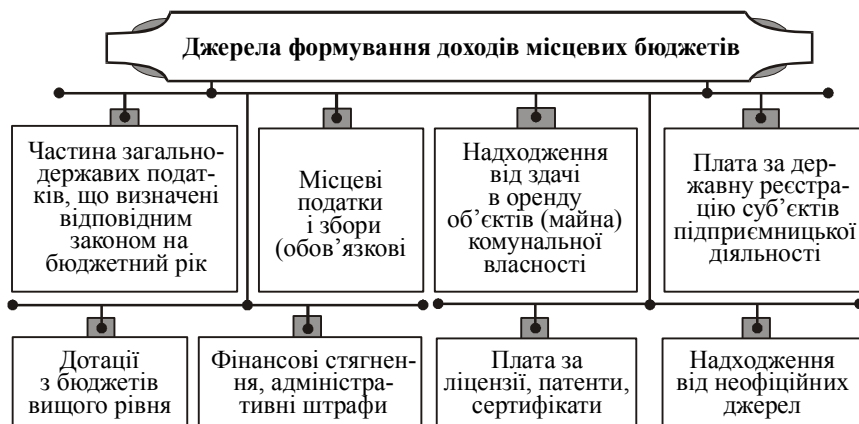 Джерела формування доходів місцевих бюджетів
Частина загально-
державих подат-
ків, що визначені
відповідним
законом на
бюджетний рік
Місцеві
податки
і збори
(обов’язкові
Надходження
від здачі
в оренду
об’єктів (майна)
комунальної
власності
Плата за дер-
жавну реєстра-
цію суб’єктів
підприємницької
діяльності
Дотації
з бюджетів
вищого рівня
Фінансові стягнен-
ня, адміністра-
тивні штрафи
Плата за
ліцензії, патенти,
сертифікати
Надходження
від неофіційних
джерел